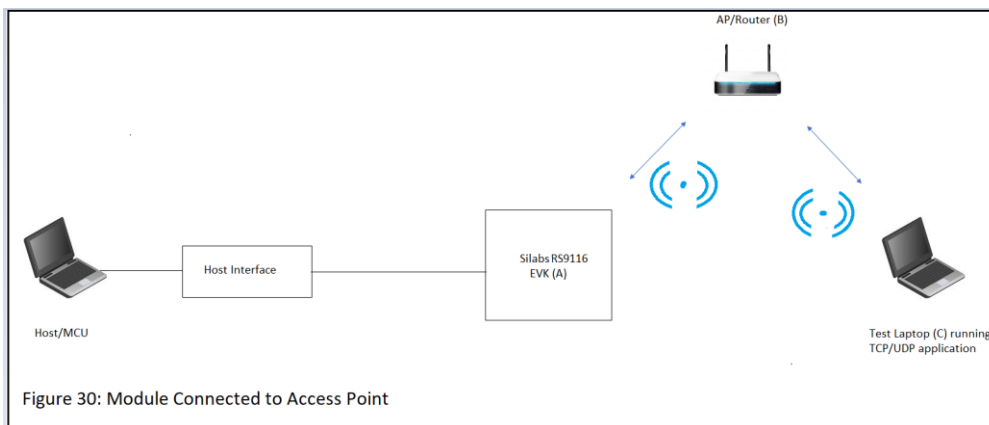 AP/Router (B)
Host Interface
Silabs RS9116
EVK (A)
Host/MCU
Test Laptop (C) running
TCP/UDP application
Figure 30: Module Connected to Access Point